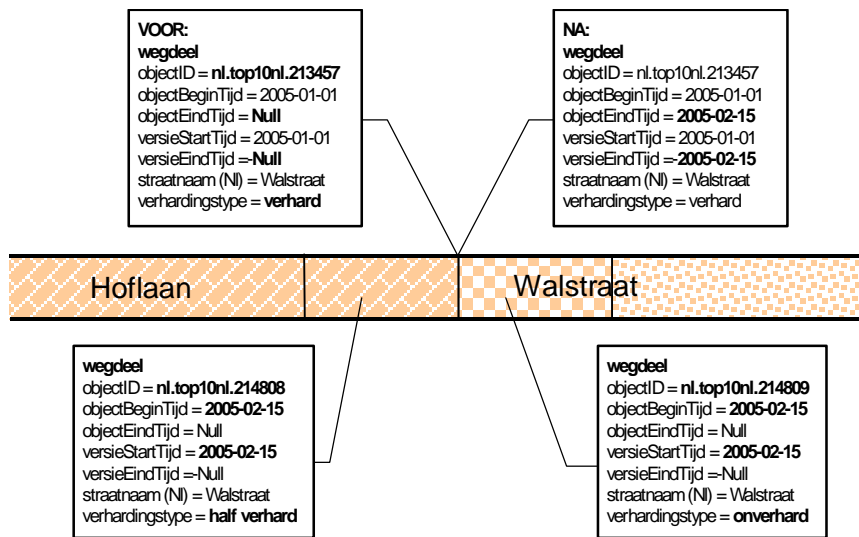 VOOR:
wegdeel
objectID = nl.top10nl.213457
objectBeginTijd = 2005-01-01
objectEindTijd = Null
versieStartTijd = 2005-01-01
versieEindTijd =-Null
straatnaam (Nl) = Walstraat
verhardingstype = verhard
NA:
wegdeel
objectID = nl.top10nl.213457
objectBeginTijd = 2005-01-01
objectEindTijd = 2005-02-15
versieStartTijd = 2005-01-01
versieEindTijd =-2005-02-15
straatnaam (Nl) = Walstraat
verhardingstype = verhard
Hoflaan
Walstraat
wegdeel
objectID = nl.top10nl.214808
objectBeginTijd = 2005-02-15
objectEindTijd = Null
versieStartTijd = 2005-02-15
versieEindTijd =-Null
straatnaam (Nl) = Walstraat
verhardingstype = half verhard
wegdeel
objectID = nl.top10nl.214809
objectBeginTijd = 2005-02-15
objectEindTijd = Null
versieStartTijd = 2005-02-15
versieEindTijd =-Null
straatnaam (Nl) = Walstraat
verhardingstype = onverhard